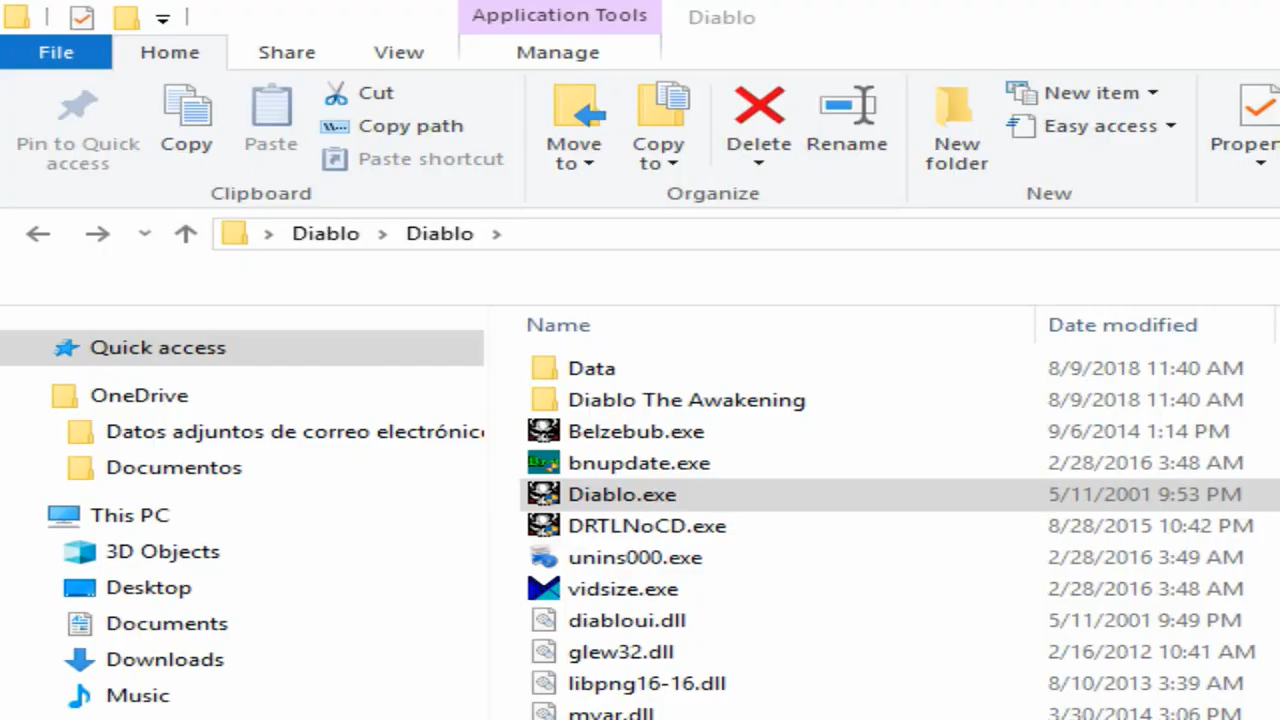 Application Tools Diablo
File Home Share View Manage
Pin to Quick access
Copy
Paste
Cut
Copy path
Paste shortcut
Clipboard
Move to
Copy to
Delete
Rename
Organize
New folder
New item
Easy access
New
Diablo > Diablo >
Quick access
OneDrive
Datos adjuntos de correo electrónic
Documentos
This PC
3D Objects
Desktop
Documents
Downloads
Music
Name Date modified
Data 8/9/2018 11:40 AM
Diablo The Awakening 8/9/2018 11:40 AM
Belzebub.exe 9/6/2014 1:14 PM
bnupdate.exe 2/28/2016 3:48 AM
Diablo.exe 5/11/2001 9:53 PM
DRTLNoCD.exe 8/28/2015 10:42 PM
unins000.exe 2/28/2016 3:49 AM
vidsize.exe 2/28/2016 3:48 AM
diabloui.dll 5/11/2001 9:49 PM
glew32.dll 2/16/2012 10:41 AM
libpng16-16.dll 8/10/2013 3:39 AM
3/30/2014 3:06 PM